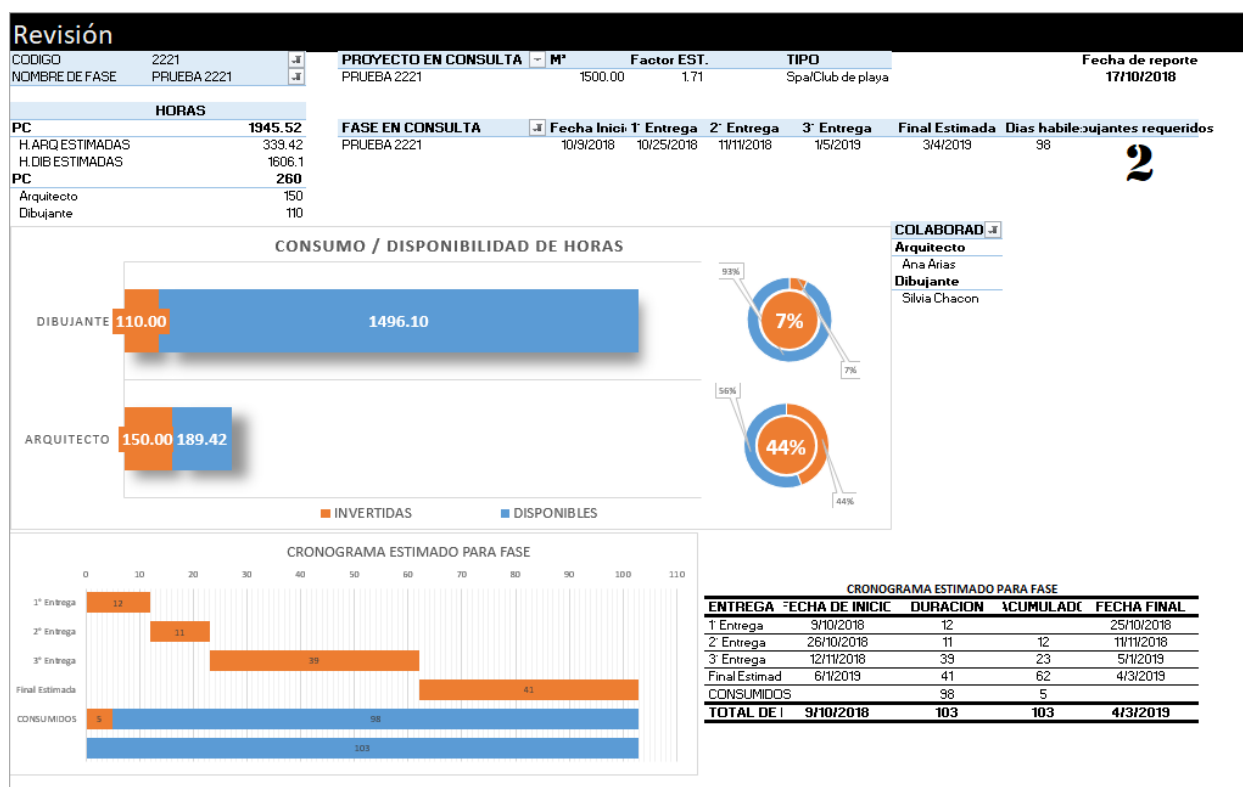 Revisión
CODIGO 2221
NOMBRE DE FASE PRUEBA 2221
PROYECTO EN CONSULTA M² Factor EST. TIPO
PRUEBA 2221 1500.00 1.71 Spa/Club de playa
Fecha de reporte
17/10/2018
HORAS
PC 1945.52
H.ARQ ESTIMADAS 339.42
H.DIB ESTIMADAS 1606.1
PC 260
Arquitecto 150
Dibujante 110
FASE EN CONSULTA Fecha Inici 1° Entrega 2° Entrega 3° Entrega Final Estimada Dias habile ujantes requeridos
PRUEBA 2221 10/9/2018 10/25/2018 11/11/2018 1/5/2019 3/4/2019 98
2
COLABORAD
Arquitecto
Ana Arias
Dibujante
Silvia Chacon
CONSUMO / DISPONIBILIDAD DE HORAS
DIBUJANTE 110.00 1496.10
93%
7%
7%
ARQUITECTO 150.00 189.42
56%
44%
44%
INVERTIDAS DISPONIBLES
CRONOGRAMA ESTIMADO PARA FASE
0 10 20 30 40 50 60 70 80 90 100 110
1° Entrega 12
2° Entrega 11
3° Entrega 39
Final Estimada 41
CONSUMIDOS 5 98
103
CRONOGRAMA ESTIMADO PARA FASE
ENTREGA FECHA DE INICIC DURACION ACUMULADO FECHA FINAL
1° Entrega 9/10/2018 12 25/10/2018
2° Entrega 26/10/2018 11 12 11/11/2018
3° Entrega 12/11/2018 39 23 5/1/2019
Final Estimad 6/1/2019 41 62 4/3/2019
CONSUMIDOS 98 5
TOTAL DE 9/10/2018 103 103 4/3/2019